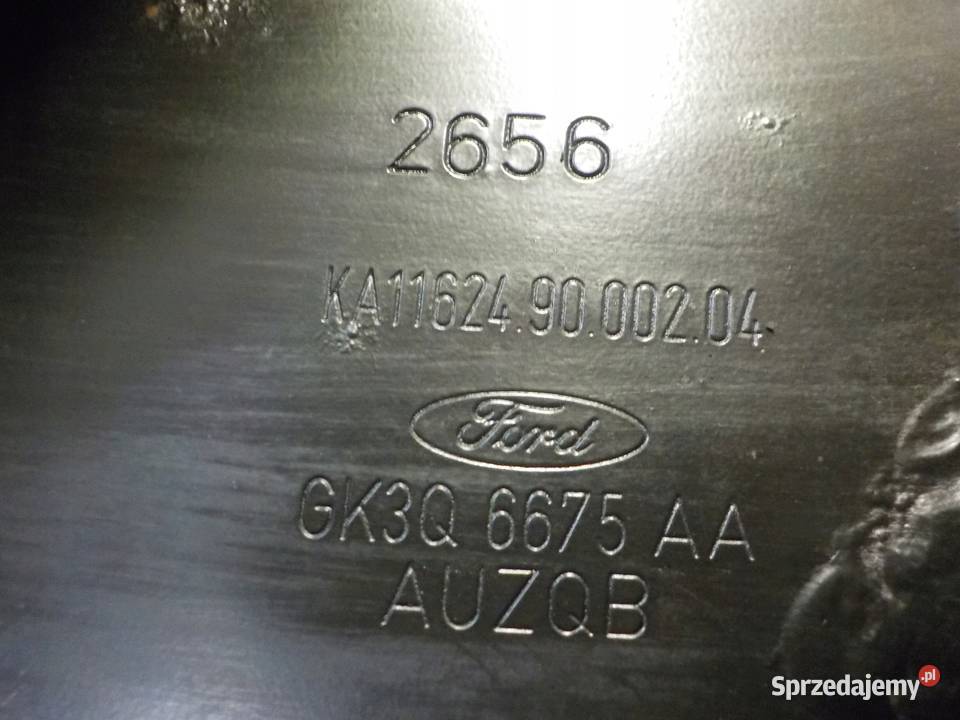 2656
KA11624.90.002.04
Ford
GK3Q 6675 AA
AUZQB
Sprzedajemy.pl